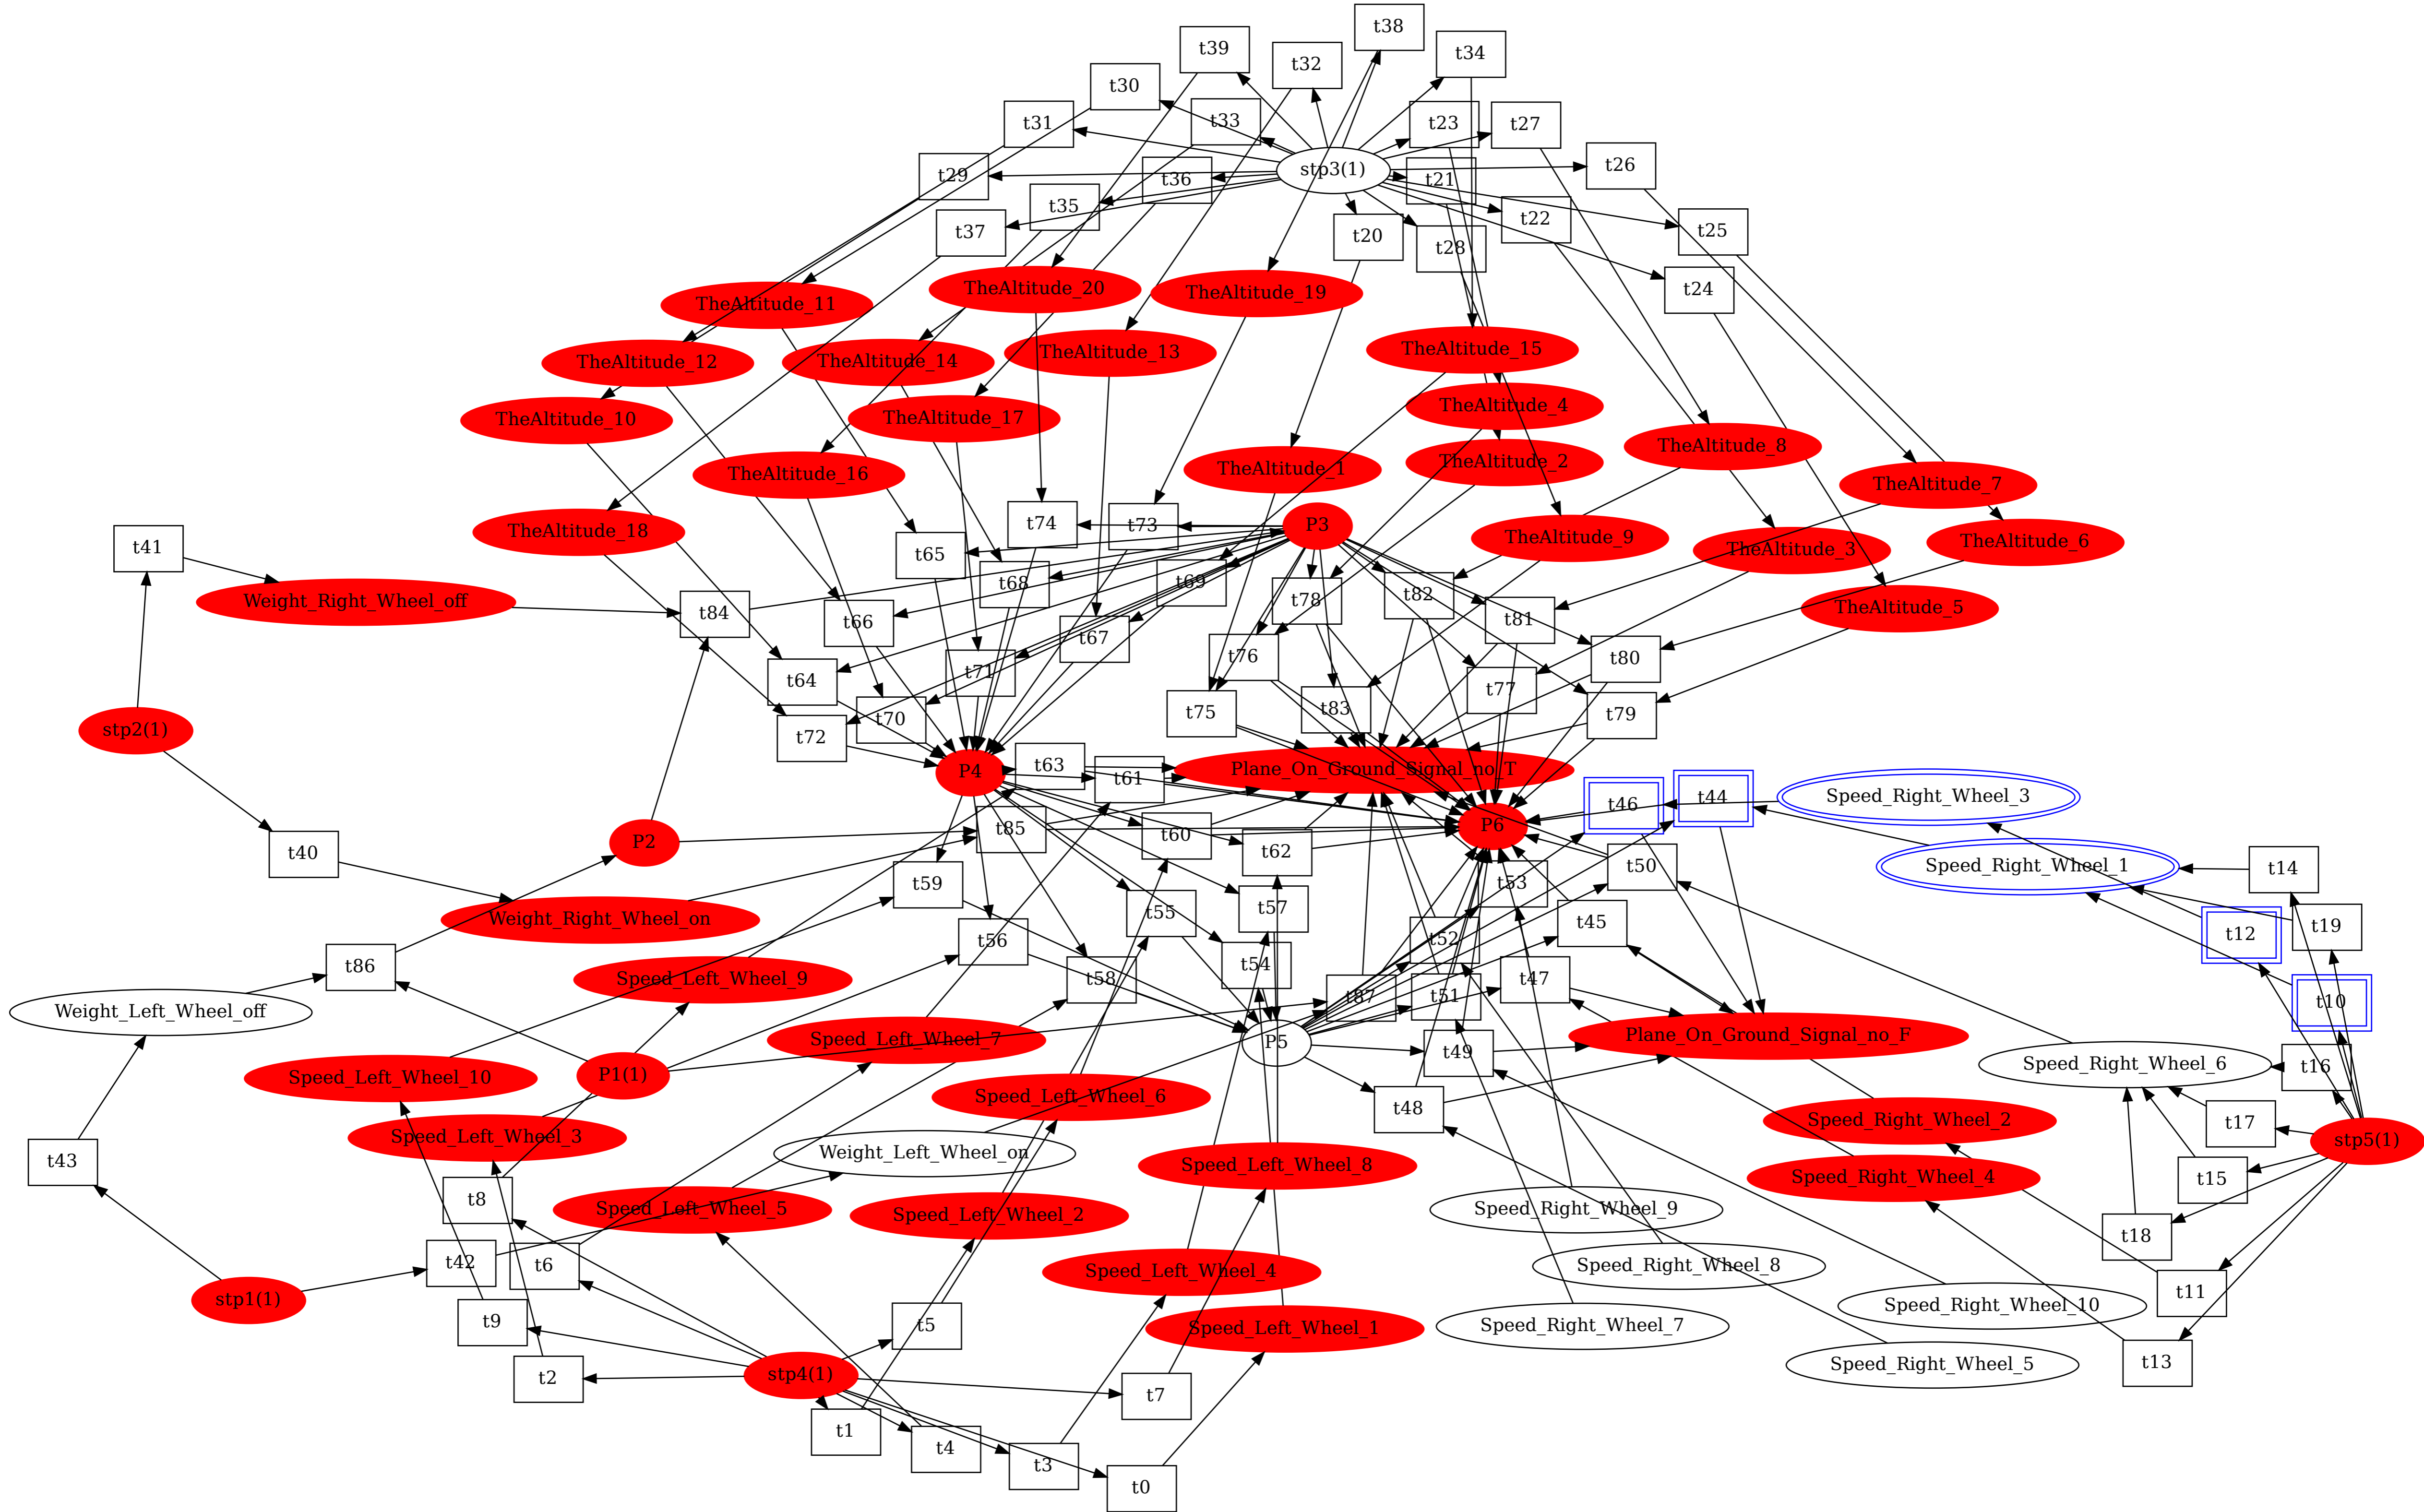 t38
t39
t34
t32
t30
t33
t31
t23
t27
t26
stp3(1)
t29
t36
t21
t35
t22
t37
t20
t28
t25
t24
TheAltitude_20
TheAltitude_19
TheAltitude_11
TheAltitude_15
TheAltitude_13
TheAltitude_12
TheAltitude_14
TheAltitude_4
TheAltitude_10
TheAltitude_17
TheAltitude_8
TheAltitude_2
TheAltitude_1
TheAltitude_16
TheAltitude_7
t74
t73
P3
TheAltitude_18
TheAltitude_9
TheAltitude_6
t41
TheAltitude_3
t65
t68
t69
t82
Weight_Right_Wheel_off
t78
TheAltitude_5
t84
t66
t81
t67
t76
t80
t71
t64
t77
t83
t75
t79
t70
stp2(1)
t72
t63
P4
Plane_On_Ground_Signal_no_T
t61
Speed_Right_Wheel_3
t44
t46
P6
t85
t60
P2
t62
t40
t50
Speed_Right_Wheel_1
t14
t59
t53
t57
t55
Weight_Right_Wheel_on
t45
t19
t12
t56
t52
t54
t86
Speed_Left_Wheel_9
t58
t47
t87
t51
t10
Weight_Left_Wheel_off
Plane_On_Ground_Signal_no_F
Speed_Left_Wheel_7
P5
t49
Speed_Right_Wheel_6
t16
P1(1)
Speed_Left_Wheel_10
Speed_Left_Wheel_6
t48
Speed_Right_Wheel_2
t17
Speed_Left_Wheel_3
stp5(1)
Weight_Left_Wheel_on
t43
Speed_Left_Wheel_8
Speed_Right_Wheel_4
t15
t8
Speed_Left_Wheel_5
Speed_Right_Wheel_9
Speed_Left_Wheel_2
t18
t42
t6
Speed_Right_Wheel_8
Speed_Left_Wheel_4
t11
stp1(1)
Speed_Right_Wheel_10
t9
t5
Speed_Right_Wheel_7
Speed_Left_Wheel_1
t13
Speed_Right_Wheel_5
stp4(1)
t2
t7
t1
t4
t3
t0